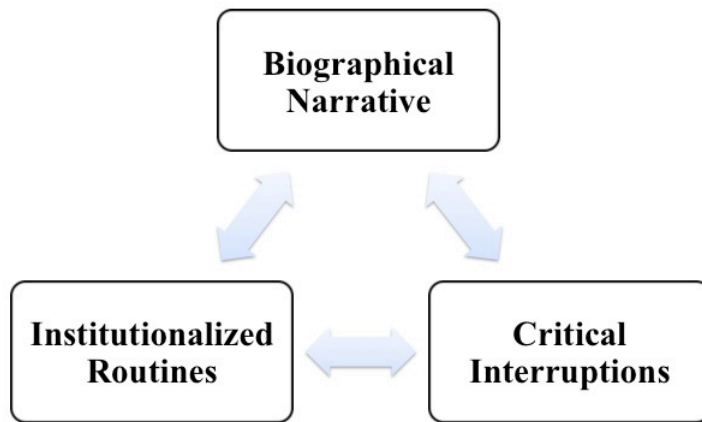 Biographical
Narrative
Institutionalized
Routines
Critical
Interruptions